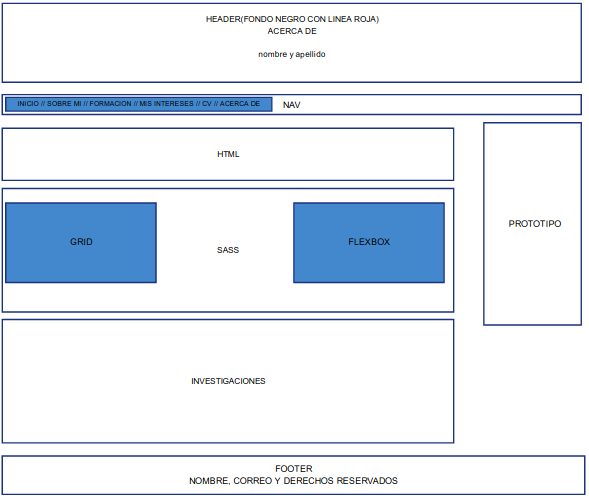 HEADER(FONDO NEGRO CON LINEA ROJA)
ACERCA DE
nombre y apellido
INICIO // SOBRE MI // FORMACION // MIS INTERESES // CV // ACERCA DE
NAV
HTML
PROTOTIPO
GRID
SASS
FLEXBOX
INVESTIGACIONES
FOOTER
NOMBRE, CORREO Y DERECHOS RESERVADOS